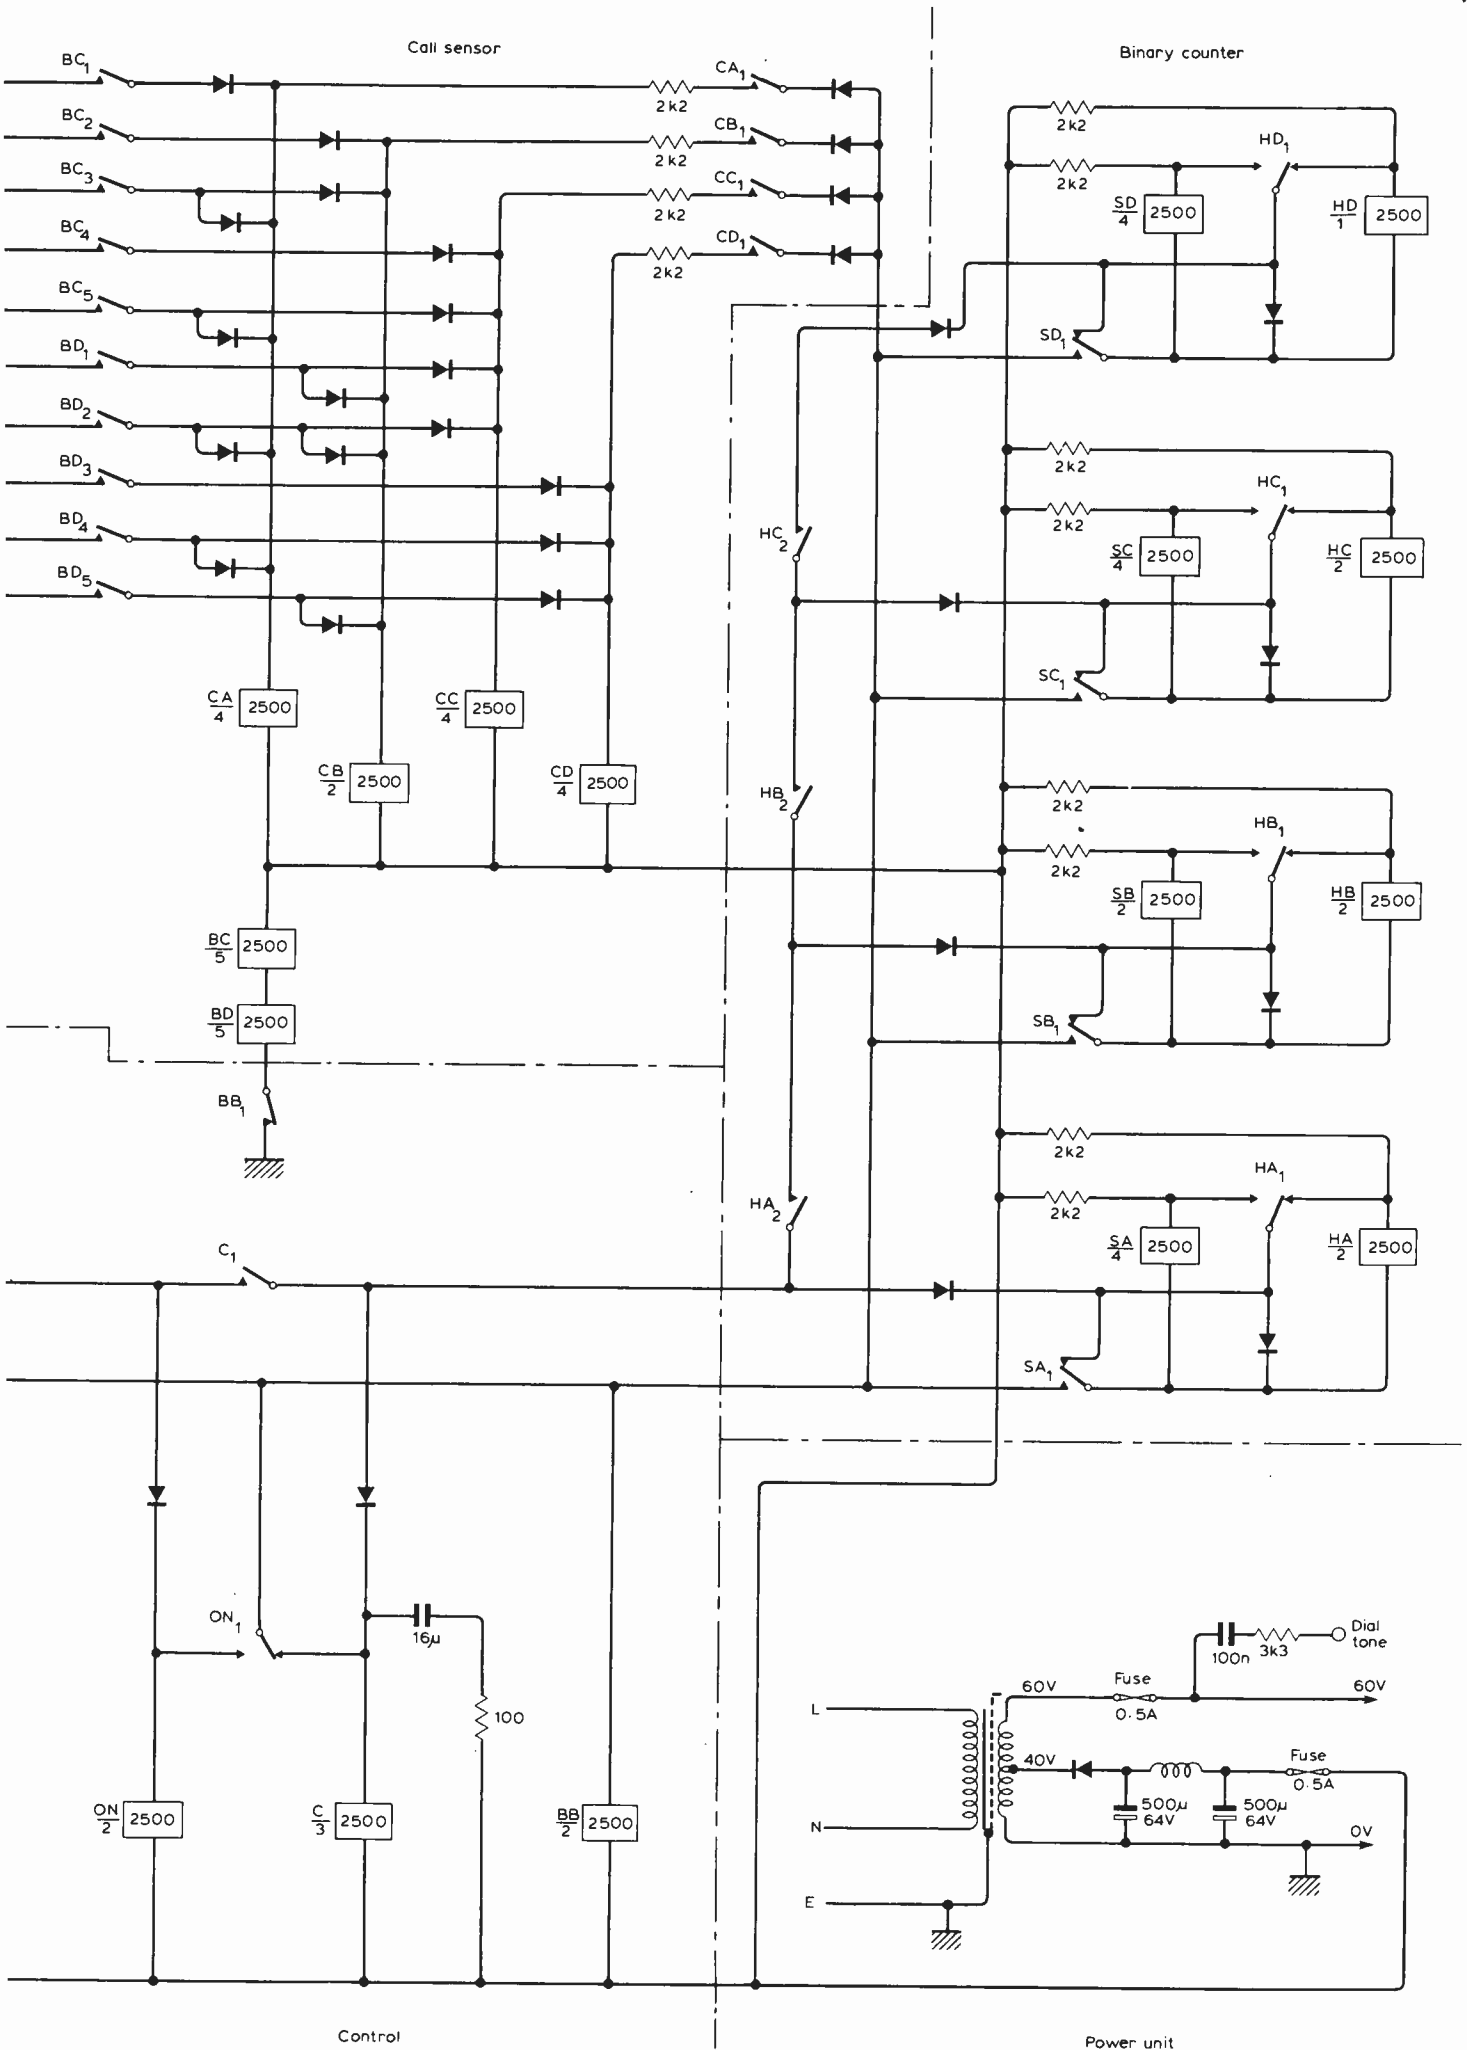 Call sensor
Binary counter
BC1
BC2
BC3
BC4
BC5
BD1
BD2
BD3
BD4
BD5
2k2
CA1
2k2
CB1
2k2
CC1
2k2
CD1
CA/4 2500
CB/2 2500
CC/4 2500
CD/4 2500
BC/5 2500
BD/5 2500
BB1
2k2
HD1
2k2
SD/4 2500
HD/1 2500
SD1
2k2
HC1
2k2
HC2
SC/4 2500
HC/2 2500
SC1
2k2
HB2
HB1
2k2
SB/2 2500
HB/2 2500
SB1
2k2
HA1
HA2
2k2
SA/4 2500
HA/2 2500
SA1
C1
ON1
16µ
100
ON/2 2500
C/3 2500
BB/2 2500
Control
Dial tone
100n
3k3
60V
Fuse
0.5A
60V
L
40V
Fuse
0.5A
500µ
64V
500µ
64V
N
0V
E
Power unit